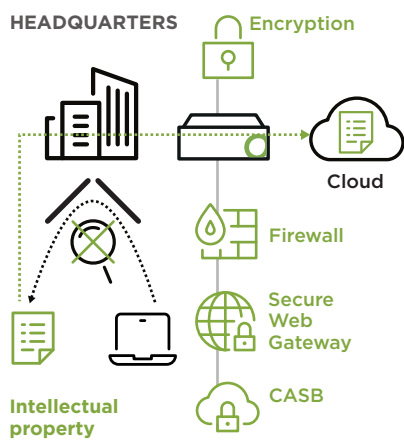 HEADQUARTERS
Encryption
Cloud
Firewall
Secure
Web
Gateway
CASB
Intellectual
property